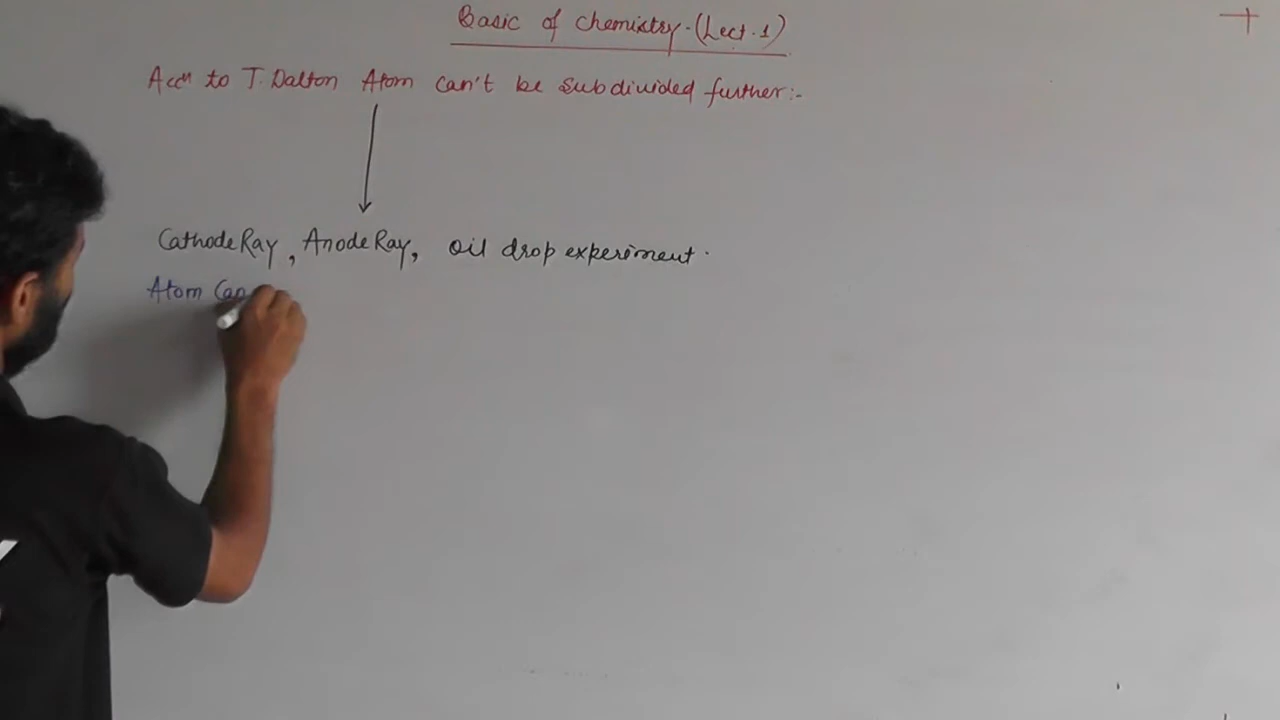 Basic of chemistry.(Lect.1)
Accn to T. Dalton Atom can't be subdivided further:-
Cathode Ray, Anode Ray, oil drop experiment.
Atom Can